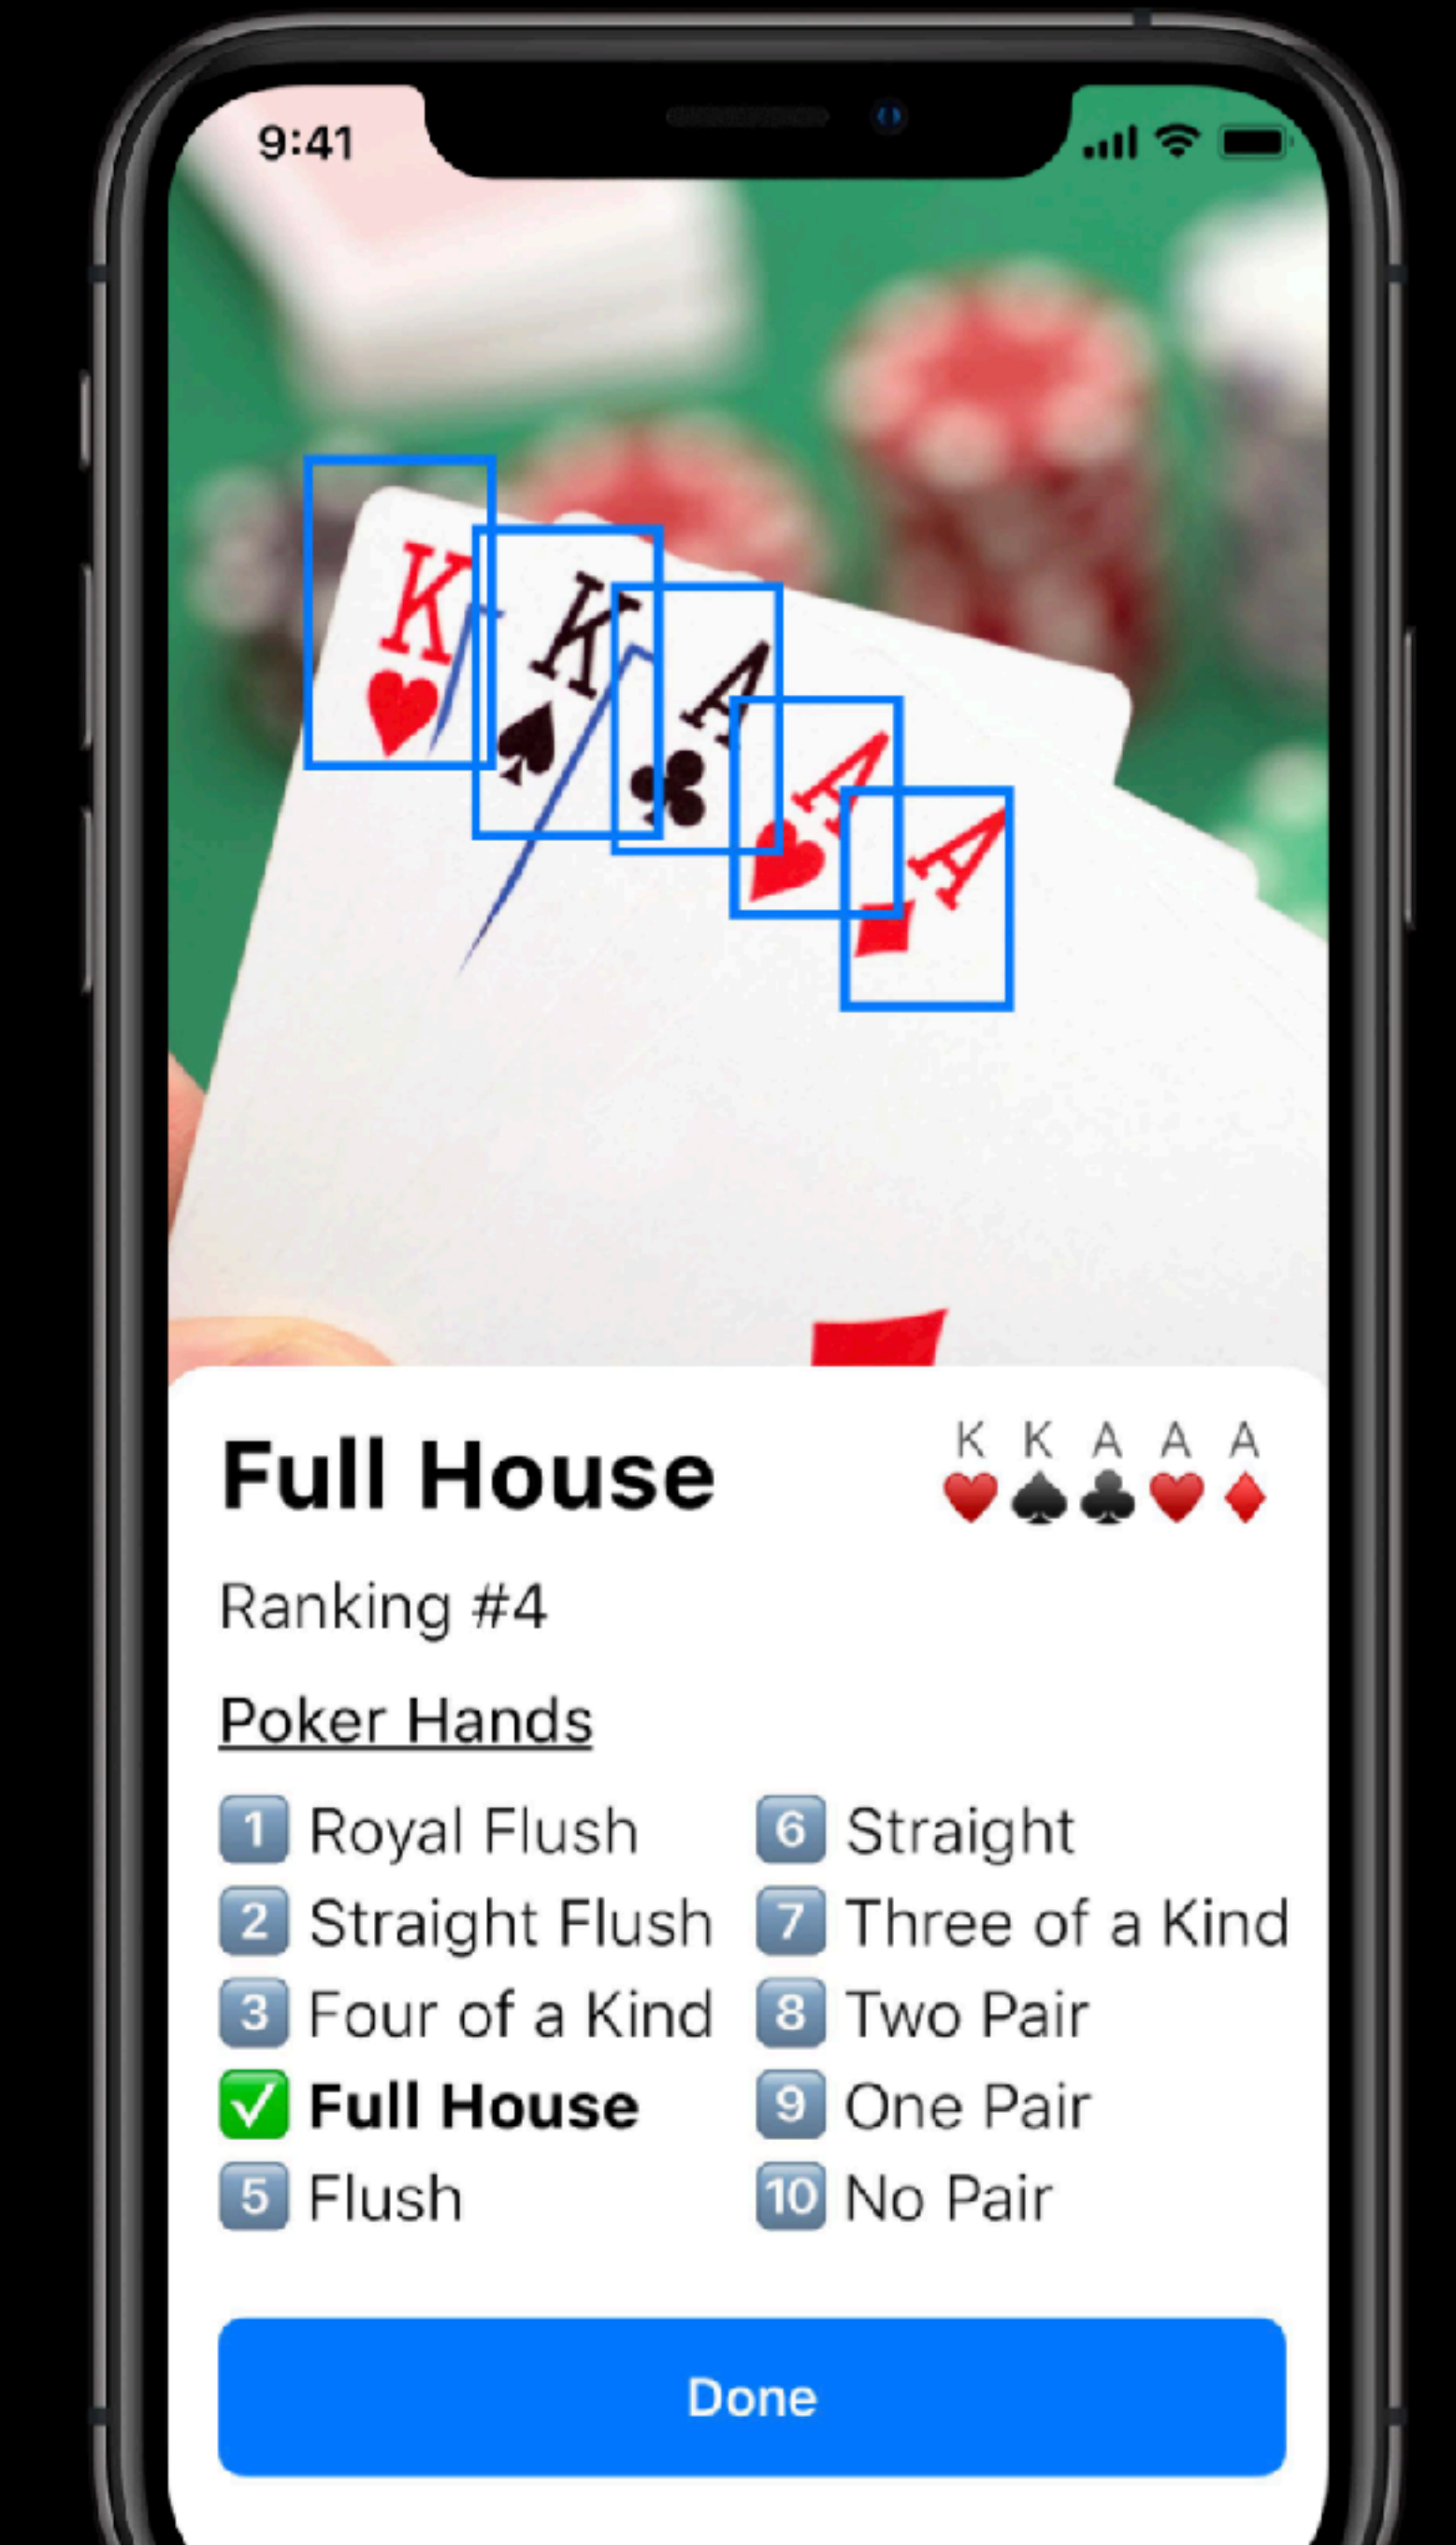 9:41
K
K
A
A
A
Full House
K K A A A
♥️ ♠️ ♣️ ♥️ ♦️
Ranking #4
Poker Hands
1 Royal Flush
2 Straight Flush
3 Four of a Kind
✅ Full House
5 Flush
6 Straight
7 Three of a Kind
8 Two Pair
9 One Pair
10 No Pair
Done